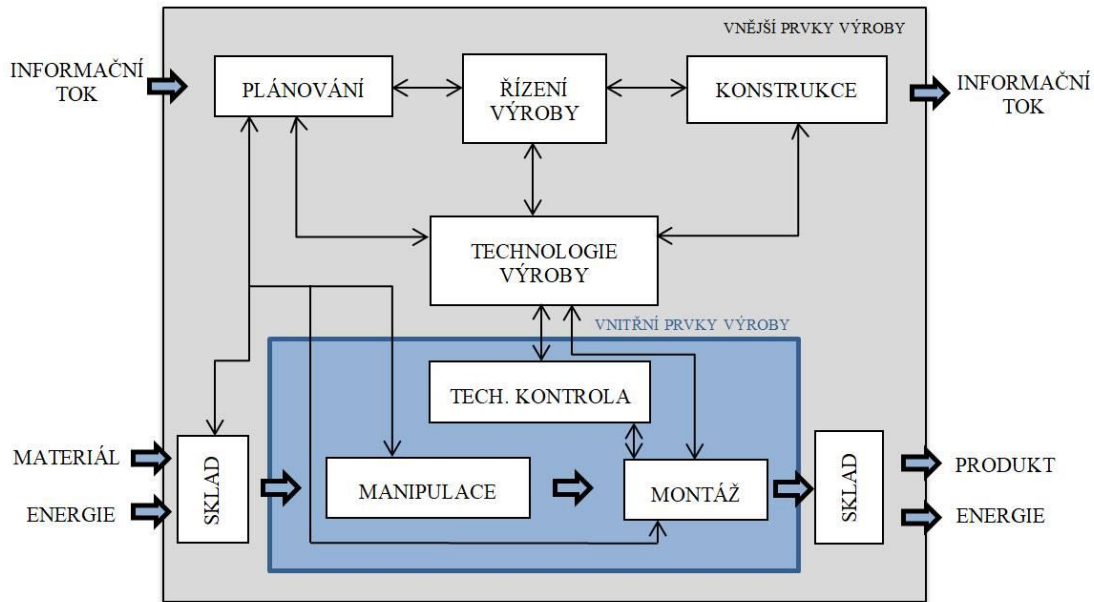 VNĚJŠÍ PRVKY VÝROBY
INFORMAČNÍ
TOK
PLÁNOVÁNÍ
ŘÍZENÍ
VÝROBY
KONSTRUKCE
INFORMAČNÍ
TOK
TECHNOLOGIE
VÝROBY
VNITŘNÍ PRVKY VÝROBY
TECH. KONTROLA
MATERIÁL
ENERGIE
SKLAD
MANIPULACE
MONTÁŽ
SKLAD
PRODUKT
ENERGIE